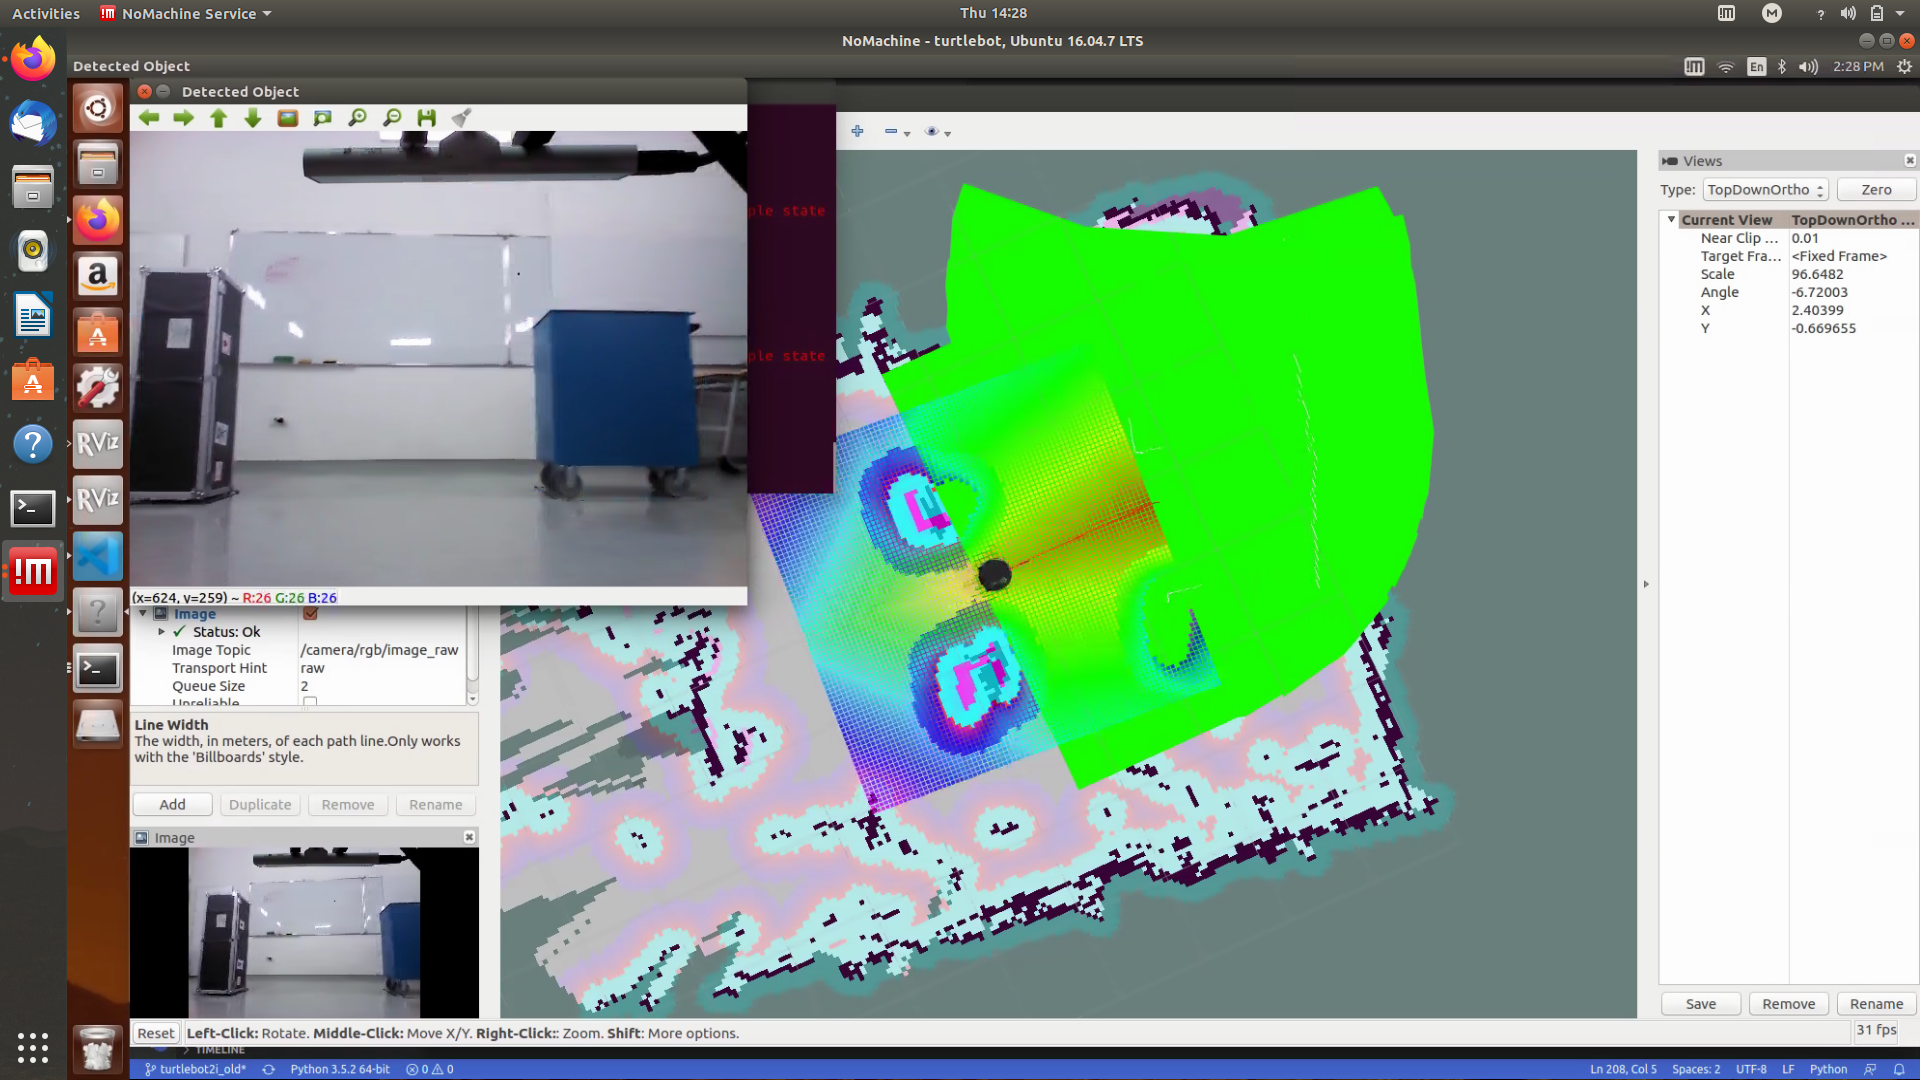 Activities
NoMachine Service
Thu 14:28
NoMachine - turtlebot, Ubuntu 16.04.7 LTS
Detected Object
En
2:28 PM
Detected Object
ple state
ple state
(x=624, y=259) ~ R:26 G:26 B:26
Image
Status: Ok
Image Topic
/camera/rgb/image_raw
Transport Hint
raw
Queue Size
2
Unreliable
Line Width
The width, in meters, of each path line.Only works
with the 'Billboards' style.
Add
Duplicate
Remove
Rename
Image
Views
Type:
TopDownOrtho
Zero
Current View
TopDownOrtho ...
Near Clip ...
0.01
Target Fra...
<Fixed Frame>
Scale
96.6482
Angle
-6.72003
X
2.40399
Y
-0.669655
Save
Remove
Rename
Reset
Left-Click: Rotate. Middle-Click: Move X/Y. Right-Click:: Zoom. Shift: More options.
31 fps
TIMELINE
turtlebot2i_old*
Python 3.5.2 64-bit
0
0
Ln 208, Col 5
Spaces: 2
UTF-8
LF
Python
RViz
RViz